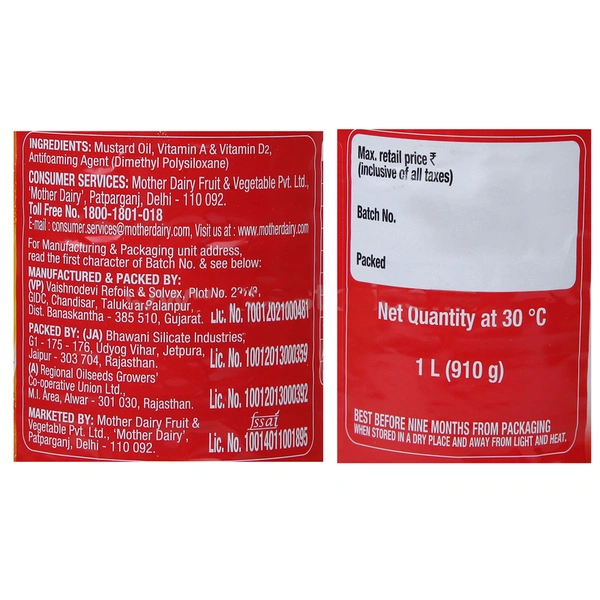 INGREDIENTS: Mustard Oil, Vitamin A & Vitamin D2,
Antifoaming Agent (Dimethyl Polysiloxane)
CONSUMER SERVICES: Mother Dairy Fruit & Vegetable Pvt. Ltd.,
'Mother Dairy', Patparganj, Delhi - 110 092.
Toll Free No. 1800-1801-018
E-mail : consumer.services@motherdairy.com, Visit us at : www.motherdairy.com
For Manufacturing & Packaging unit address,
read the first character of Batch No. & see below:
MANUFACTURED & PACKED BY:
(VP) Vaishnodevi Refoils & Solvex, Plot No.
GIDC, Chandisar, Taluka: Palanpur,
Dist. Banaskantha - 385 510, Gujarat. Lic. No. 10012021000481
PACKED BY: (JA) Bhawani Silicate Industries,
G1 - 175 - 176, Udyog Vihar, Jetpura,
Jaipur - 303 704, Rajasthan. Lic. No. 10012013000359
(A) Regional Oilseeds Growers'
Co-operative Union Ltd.,
M.I. Area, Alwar - 301 030, Rajasthan. Lic. No. 10012013000392
MARKETED BY: Mother Dairy Fruit &
Vegetable Pvt. Ltd., 'Mother Dairy',
Patparganj, Delhi - 110 092.
fssai
Lic. No. 10014011001895
Max. retail price ₹
(inclusive of all taxes)
Batch No.
Packed
Net Quantity at 30 °C
1 L (910 g)
BEST BEFORE NINE MONTHS FROM PACKAGING
WHEN STORED IN A DRY PLACE AND AWAY FROM LIGHT AND HEAT.